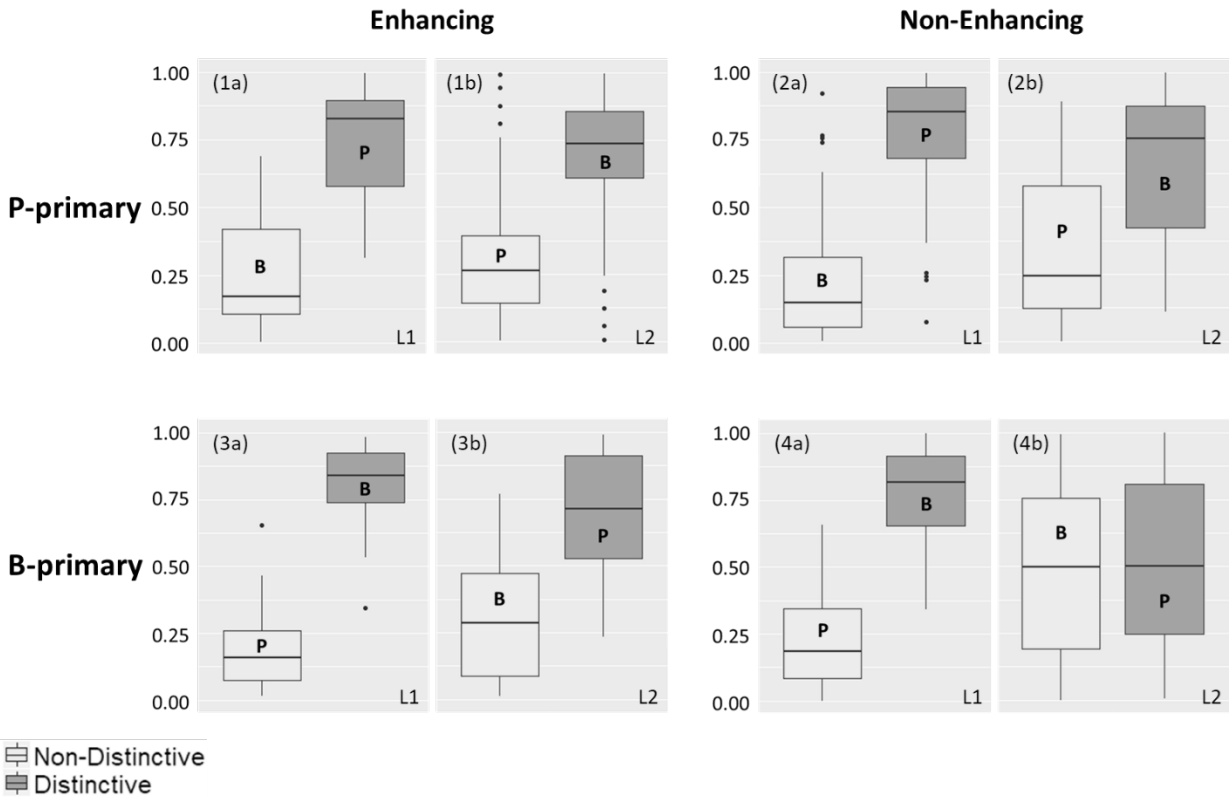 Enhancing Non-Enhancing
P-primary
1.00
0.75
0.50
0.25
0.00
(1a)
B
P
L1
(1b)
P
B
L2
1.00
0.75
0.50
0.25
0.00
(2a)
B
P
L1
(2b)
P
B
L2
B-primary
1.00
0.75
0.50
0.25
0.00
(3a)
P
B
L1
(3b)
B
P
L2
1.00
0.75
0.50
0.25
0.00
(4a)
P
B
L1
(4b)
B
P
L2
Non-Distinctive
Distinctive